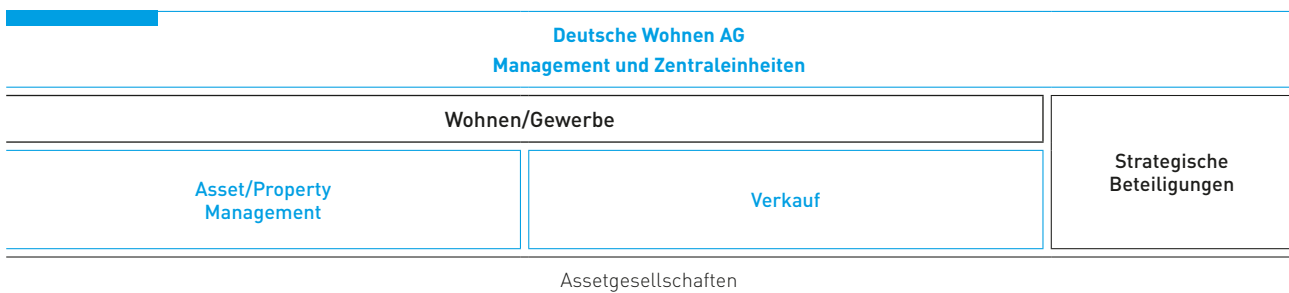 Deutsche Wohnen AG
Management und Zentraleinheiten
Wohnen/Gewerbe
Strategische
Beteiligungen
Asset/Property
Management
Verkauf
Assetgesellschaften